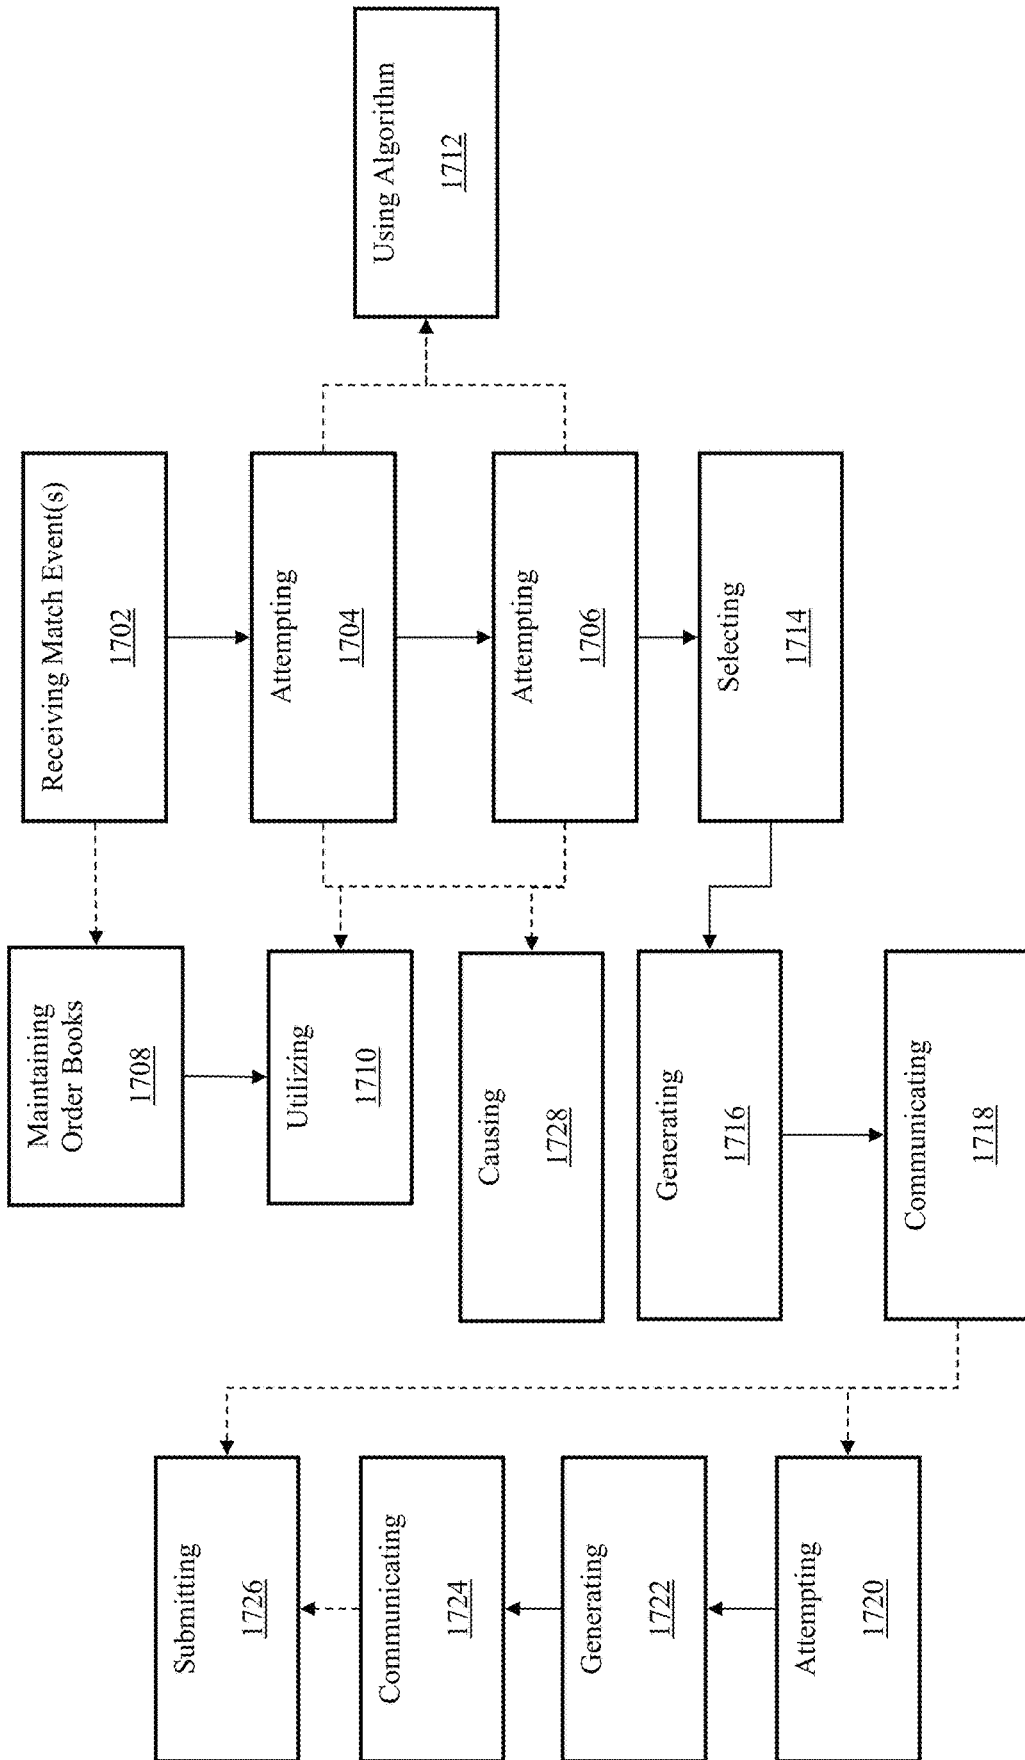 Receiving Match Event(s)
1702
Attempting
1704
Attempting
1706
Selecting
1714
Using Algorithm
1712
Maintaining
Order Books
1708
Utilizing
1710
Causing
1728
Generating
1716
Communicating
1718
Submitting
1726
Communicating
1724
Generating
1722
Attempting
1720